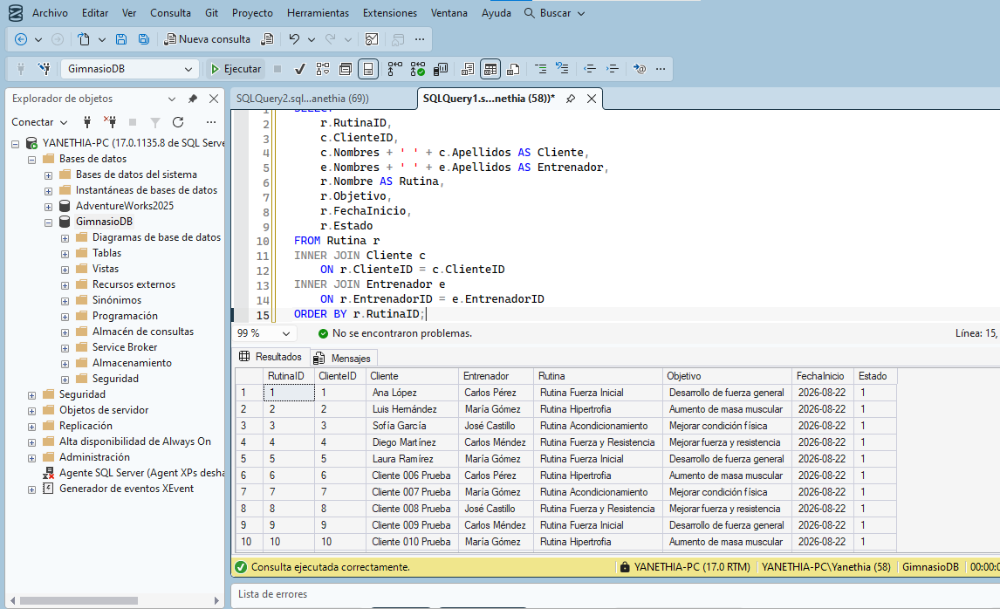 Archivo Editar Ver Consulta Git Proyecto Herramientas Extensiones Ventana Ayuda Buscar
Nueva consulta
GimnasioDB Ejecutar
Explorador de objetos
Conectar
YANETHIA-PC (17.0.1135.8 de SQL Serve
Bases de datos
Bases de datos del sistema
Instantáneas de bases de datos
AdventureWorks2025
GimnasioDB
Diagramas de base de datos
Tablas
Vistas
Recursos externos
Sinónimos
Programación
Almacén de consultas
Service Broker
Almacenamiento
Seguridad
Seguridad
Objetos de servidor
Replicación
Alta disponibilidad de Always On
Administración
Agente SQL Server (Agent XPs desha
Generador de eventos XEvent
SQLQuery2.sql...anethia (69)) SQLQuery1.s...nethia (58))*
1 SELECT
2 r.RutinaID,
3 c.ClienteID,
4 c.Nombres + ' ' + c.Apellidos AS Cliente,
5 e.Nombres + ' ' + e.Apellidos AS Entrenador,
6 r.Nombre AS Rutina,
7 r.Objetivo,
8 r.FechaInicio,
9 r.Estado
10 FROM Rutina r
11 INNER JOIN Cliente c
12 ON r.ClienteID = c.ClienteID
13 INNER JOIN Entrenador e
14 ON r.EntrenadorID = e.EntrenadorID
15 ORDER BY r.RutinaID;
99 % No se encontraron problemas. Línea: 15,
Resultados Mensajes
RutinaID ClienteID Cliente Entrenador Rutina Objetivo FechaInicio Estado
1 1 1 Ana López Carlos Pérez Rutina Fuerza Inicial Desarrollo de fuerza general 2026-08-22 1
2 2 2 Luis Hernández María Gómez Rutina Hipertrofia Aumento de masa muscular 2026-08-22 1
3 3 3 Sofía García José Castillo Rutina Acondicionamiento Mejorar condición física 2026-08-22 1
4 4 4 Diego Martínez Carlos Méndez Rutina Fuerza y Resistencia Mejorar fuerza y resistencia 2026-08-22 1
5 5 5 Laura Ramírez María Gómez Rutina Fuerza Inicial Desarrollo de fuerza general 2026-08-22 1
6 6 6 Cliente 006 Prueba Carlos Pérez Rutina Hipertrofia Aumento de masa muscular 2026-08-22 1
7 7 7 Cliente 007 Prueba María Gómez Rutina Acondicionamiento Mejorar condición física 2026-08-22 1
8 8 8 Cliente 008 Prueba José Castillo Rutina Fuerza y Resistencia Mejorar fuerza y resistencia 2026-08-22 1
9 9 9 Cliente 009 Prueba Carlos Méndez Rutina Fuerza Inicial Desarrollo de fuerza general 2026-08-22 1
10 10 10 Cliente 010 Prueba María Gómez Rutina Hipertrofia Aumento de masa muscular 2026-08-22 1
Consulta ejecutada correctamente. YANETHIA-PC (17.0 RTM) YANETHIA-PC\Yanethia (58) GimnasioDB 00:00:0
Lista de errores